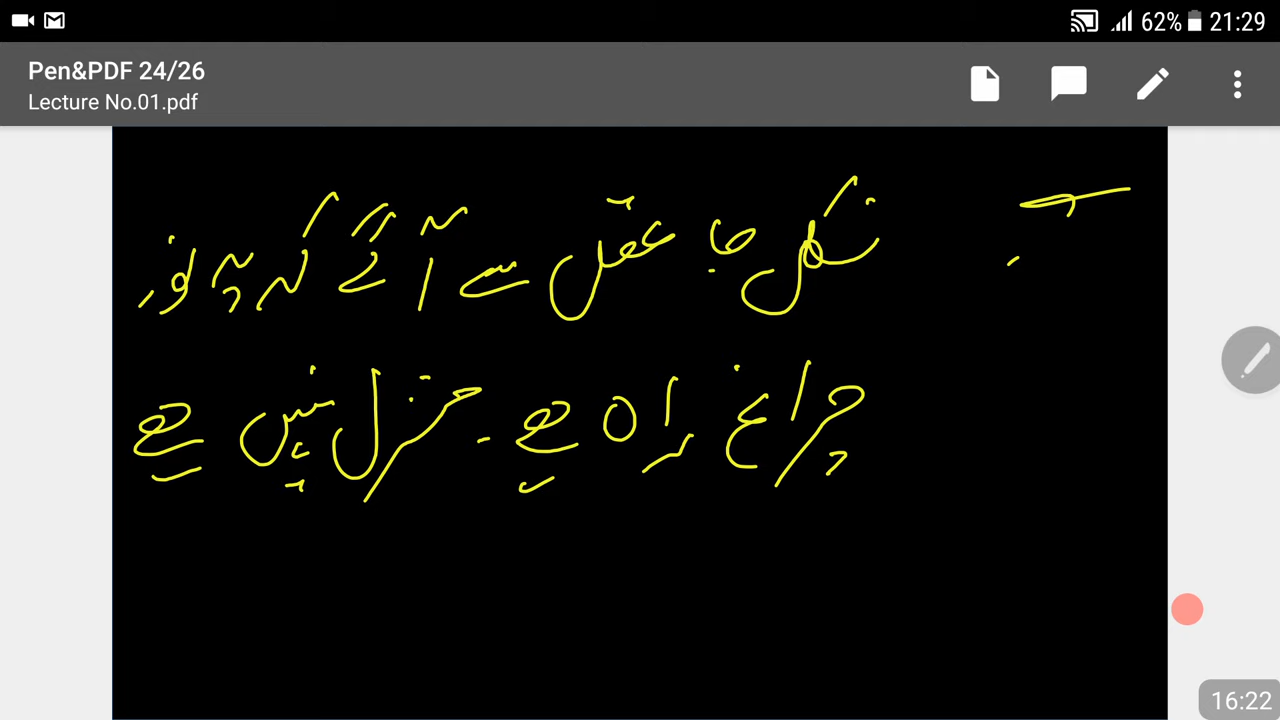 62% 21:29
Pen&PDF 24/26
Lecture No.01.pdf
نکل جا عقل سے آگے کہ یہ نور
چراغ راہ ہے۔ منزل نہیں ہے
16:22